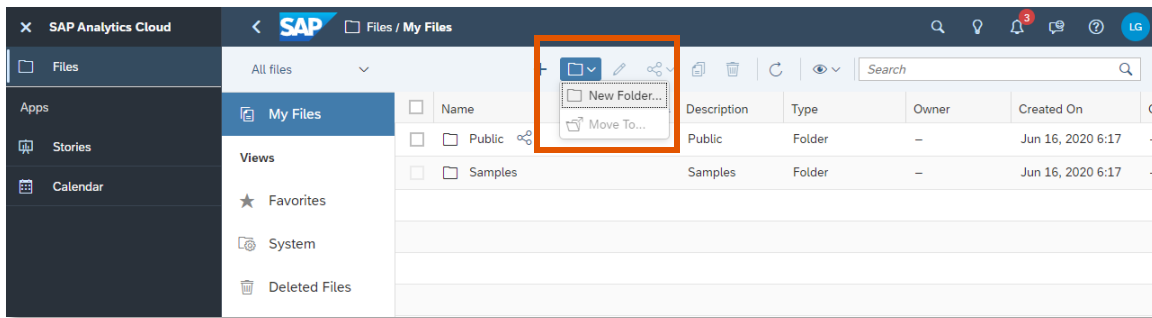 SAP Analytics Cloud
SAP Files / My Files 3 LG
Files
All files Search
New Folder...
Apps
My Files
Name Description Type Owner Created On
Move To...
Stories
Public Public Folder – Jun 16, 2020 6:17
Views
Samples Samples Folder – Jun 16, 2020 6:17
Calendar
Favorites
System
Deleted Files